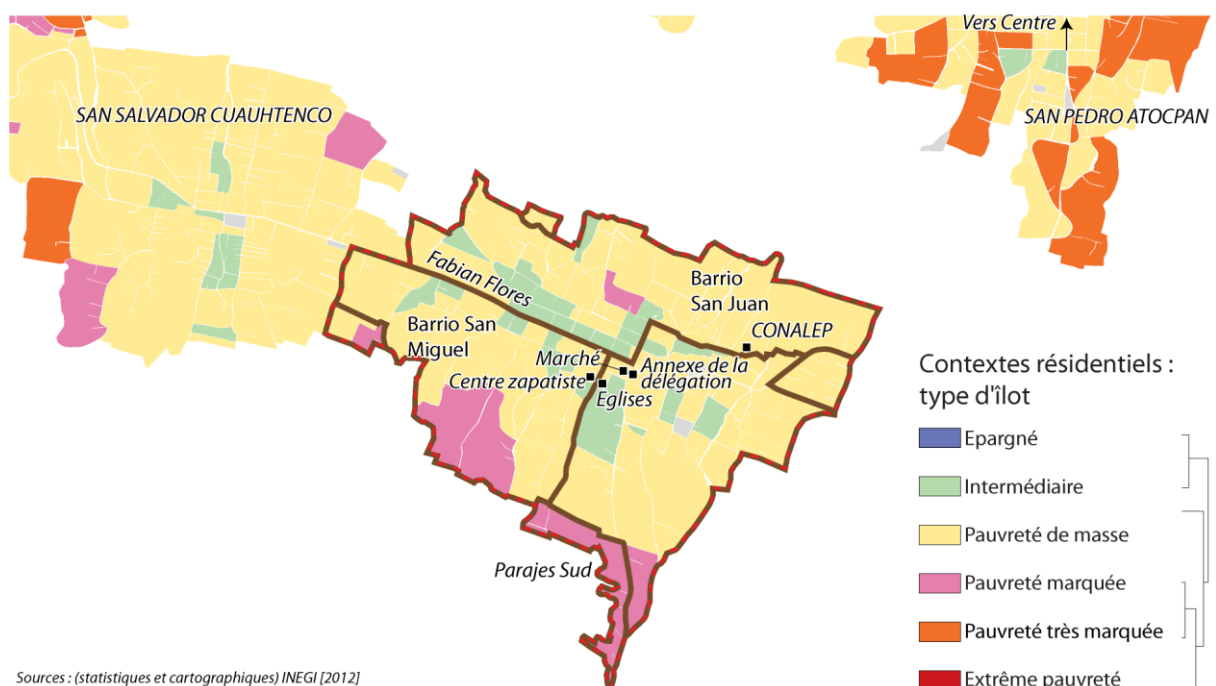 Vers Centre
SAN SALVADOR CUAUHTENCO
SAN PEDRO ATOCPAN
Fabian Flores
Barrio
San Juan
Barrio San
Miguel
CONALEP
Marché
Annexe de la
délégation
Centre zapatiste
Eglises
Parajes Sud
Contextes résidentiels :
type d'îlot
Epargné
Intermédiaire
Pauvreté de masse
Pauvreté marquée
Pauvreté très marquée
Extrême pauvreté
Sources : (statistiques et cartographiques) INEGI [2012]